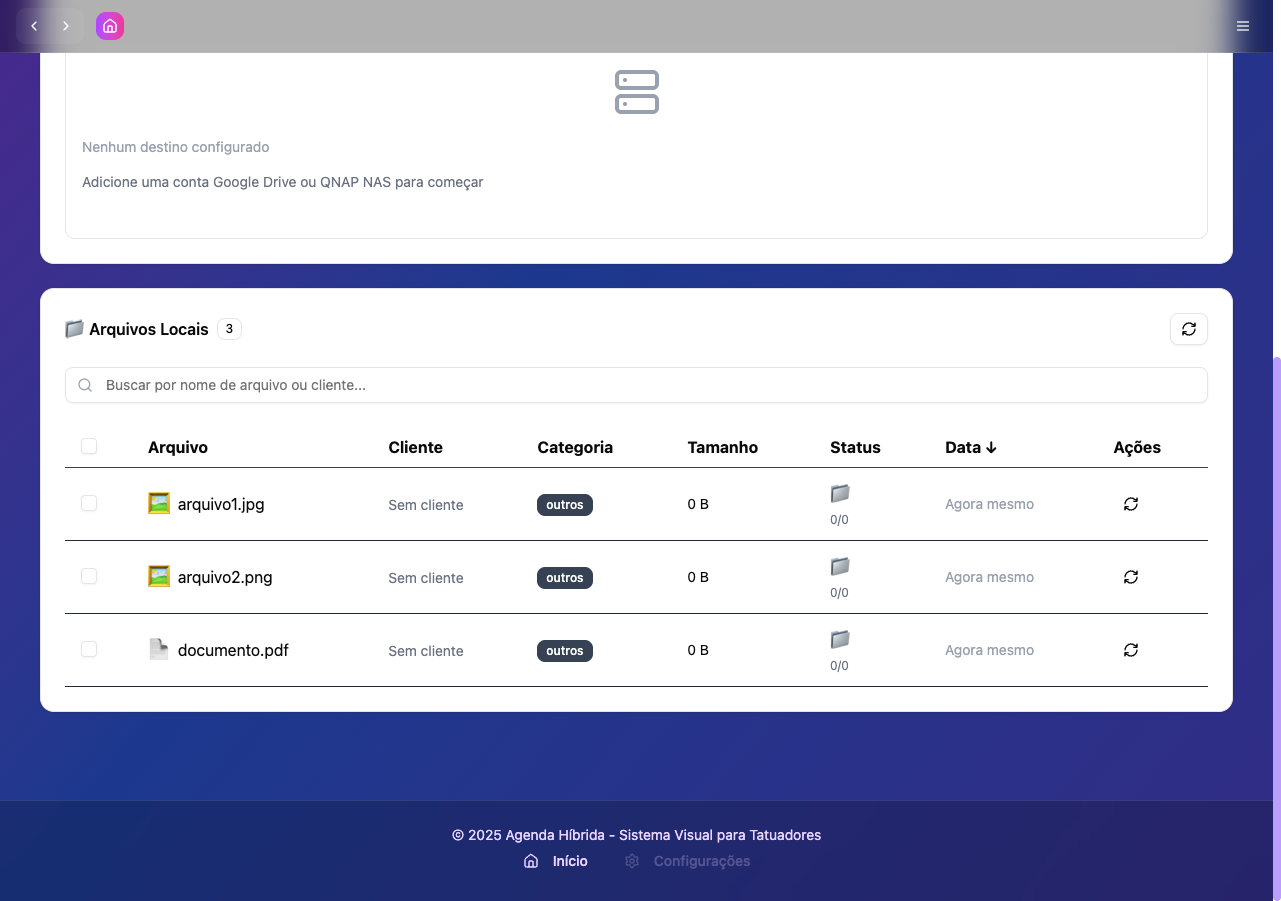 Nenhum destino configurado
Adicione uma conta Google Drive ou QNAP NAS para começar
Arquivos Locais 3
Buscar por nome de arquivo ou cliente...
Arquivo Cliente Categoria Tamanho Status Data ↓ Ações
arquivo1.jpg Sem cliente outros 0 B 0/0 Agora mesmo
arquivo2.png Sem cliente outros 0 B 0/0 Agora mesmo
documento.pdf Sem cliente outros 0 B 0/0 Agora mesmo
© 2025 Agenda Híbrida - Sistema Visual para Tatuadores
Início Configurações